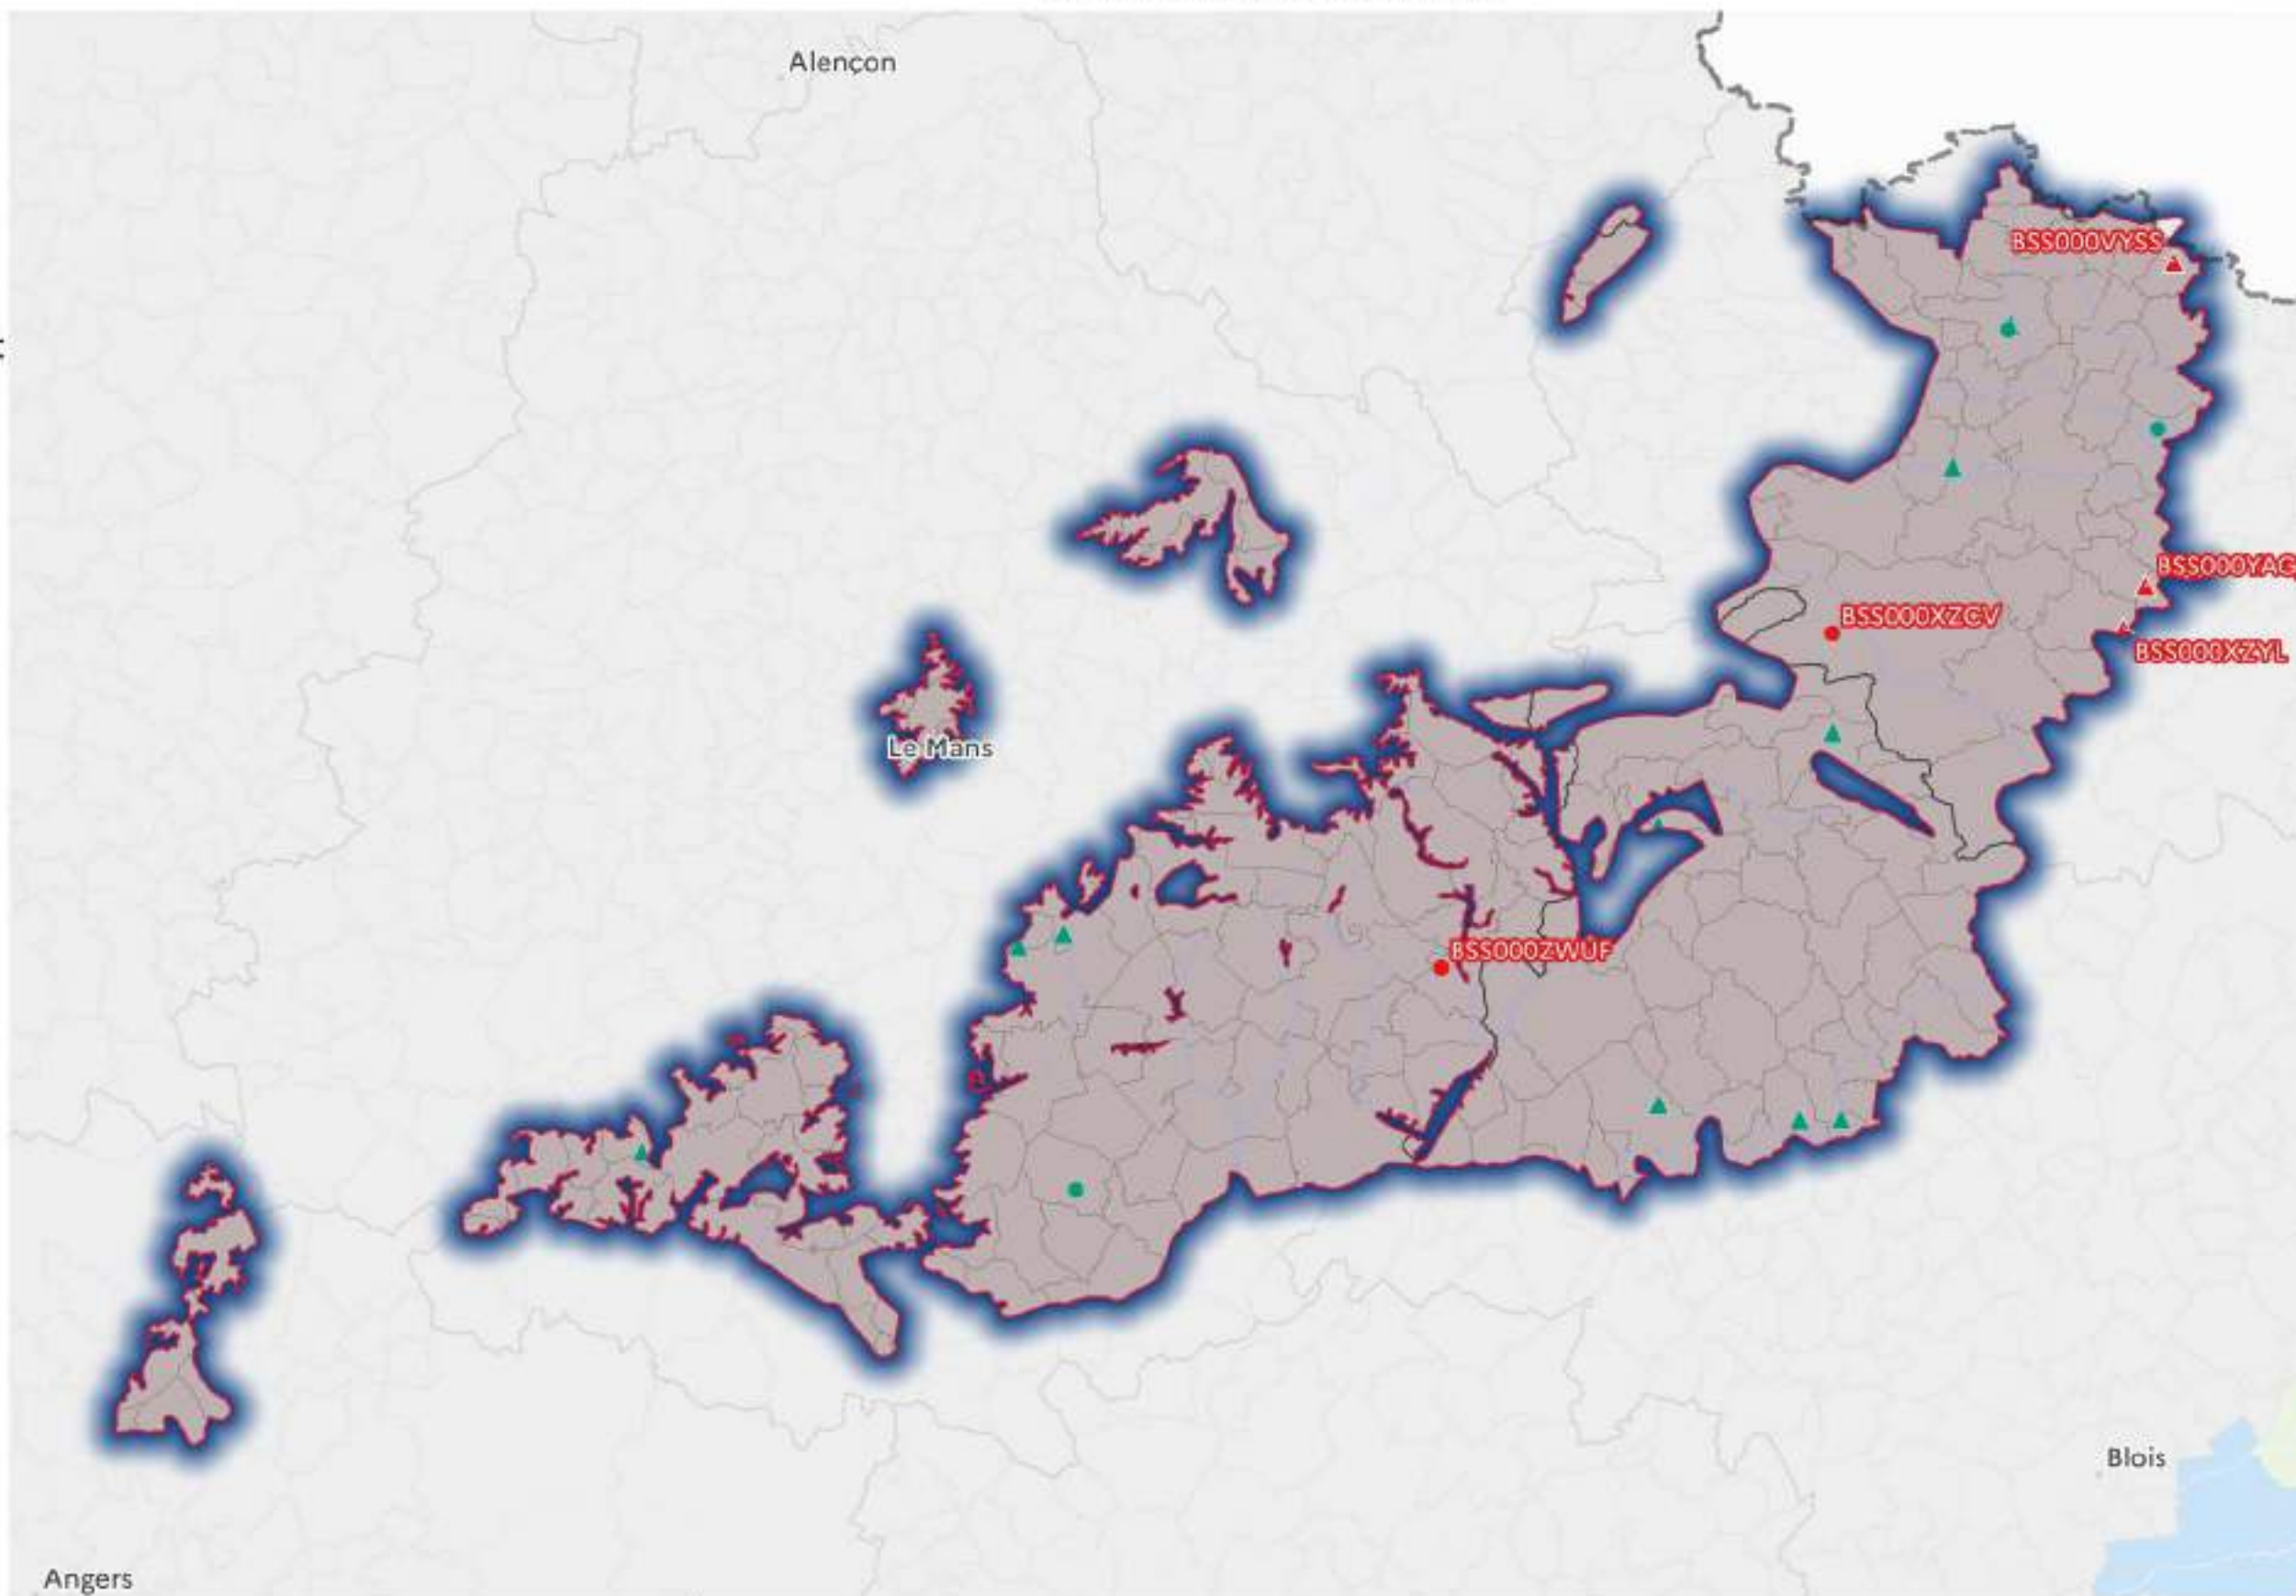 Alençon
BSS000VYSS
BSS000YAG
BSS000XZCV
BSS000XZYL
Le Mans
BSS000ZWUF
Blois
Angers